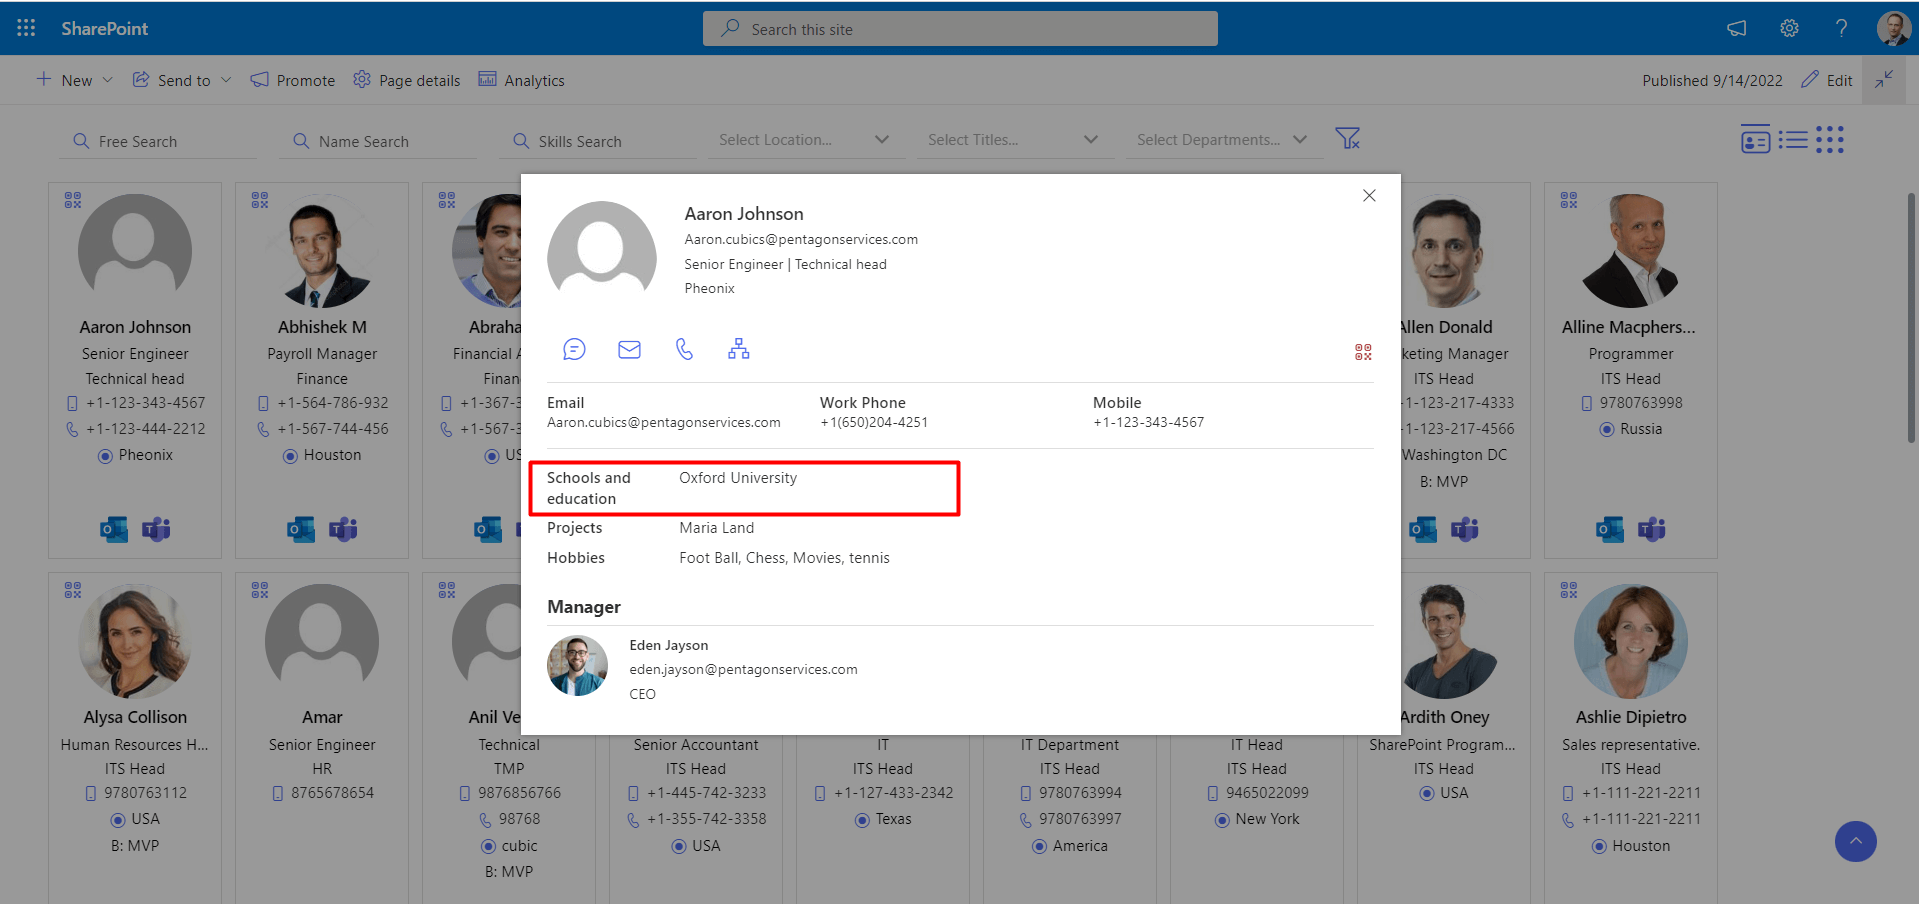 SharePoint
Search this site
New
Send to
Promote
Page details
Analytics
Published 9/14/2022
Edit
Free Search
Name Search
Skills Search
Select Location...
Select Titles...
Select Departments...
Aaron Johnson
Senior Engineer
Technical head
+1-123-343-4567
+1-123-444-2212
Pheonix
Abhishek M
Payroll Manager
Finance
+1-564-786-932
+1-567-744-456
Houston
Abraha
Financial A
Finan
+1-367-3
+1-567-3
US
Aaron Johnson
Aaron.cubics@pentagonservices.com
Senior Engineer | Technical head
Pheonix
Email
Aaron.cubics@pentagonservices.com
Work Phone
+1(650)204-4251
Mobile
+1-123-343-4567
Schools and education
Oxford University
Projects
Maria Land
Hobbies
Foot Ball, Chess, Movies, tennis
Manager
Eden Jayson
eden.jayson@pentagonservices.com
CEO
Allen Donald
keting Manager
ITS Head
-1-123-217-4333
-1-123-217-4566
Washington DC
B: MVP
Alline Macphers...
Programmer
ITS Head
9780763998
Russia
Alysa Collison
Human Resources H...
ITS Head
9780763112
USA
B: MVP
Amar
Senior Engineer
HR
8765678654
Anil Ve
Technical
TMP
9876856766
98768
cubic
B: MVP
Senior Accountant
ITS Head
+1-445-742-3233
+1-355-742-3358
USA
IT
ITS Head
+1-127-433-2342
Texas
IT Department
ITS Head
9780763994
9780763997
America
IT Head
ITS Head
9465022099
New York
Ardith Oney
SharePoint Program...
ITS Head
USA
Ashlie Dipietro
Sales representative.
ITS Head
+1-111-221-2211
+1-111-221-2211
Houston